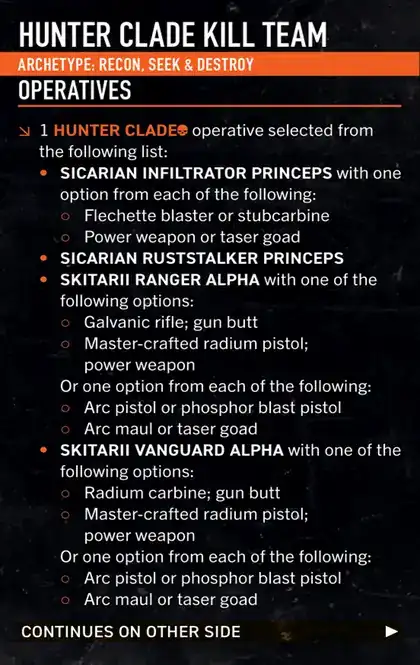 HUNTER CLADE KILL TEAM
ARCHETYPE: RECON, SEEK & DESTROY
OPERATIVES
↘ 1 HUNTER CLADE💀 operative selected from
the following list:
• SICARIAN INFILTRATOR PRINCEPS with one
option from each of the following:
○ Flechette blaster or stubcarbine
○ Power weapon or taser goad
• SICARIAN RUSTSTALKER PRINCEPS
• SKITARII RANGER ALPHA with one of the
following options:
○ Galvanic rifle; gun butt
○ Master-crafted radium pistol;
power weapon
Or one option from each of the following:
○ Arc pistol or phosphor blast pistol
○ Arc maul or taser goad
• SKITARII VANGUARD ALPHA with one of the
following options:
○ Radium carbine; gun butt
○ Master-crafted radium pistol;
power weapon
Or one option from each of the following:
○ Arc pistol or phosphor blast pistol
○ Arc maul or taser goad
CONTINUES ON OTHER SIDE ▶